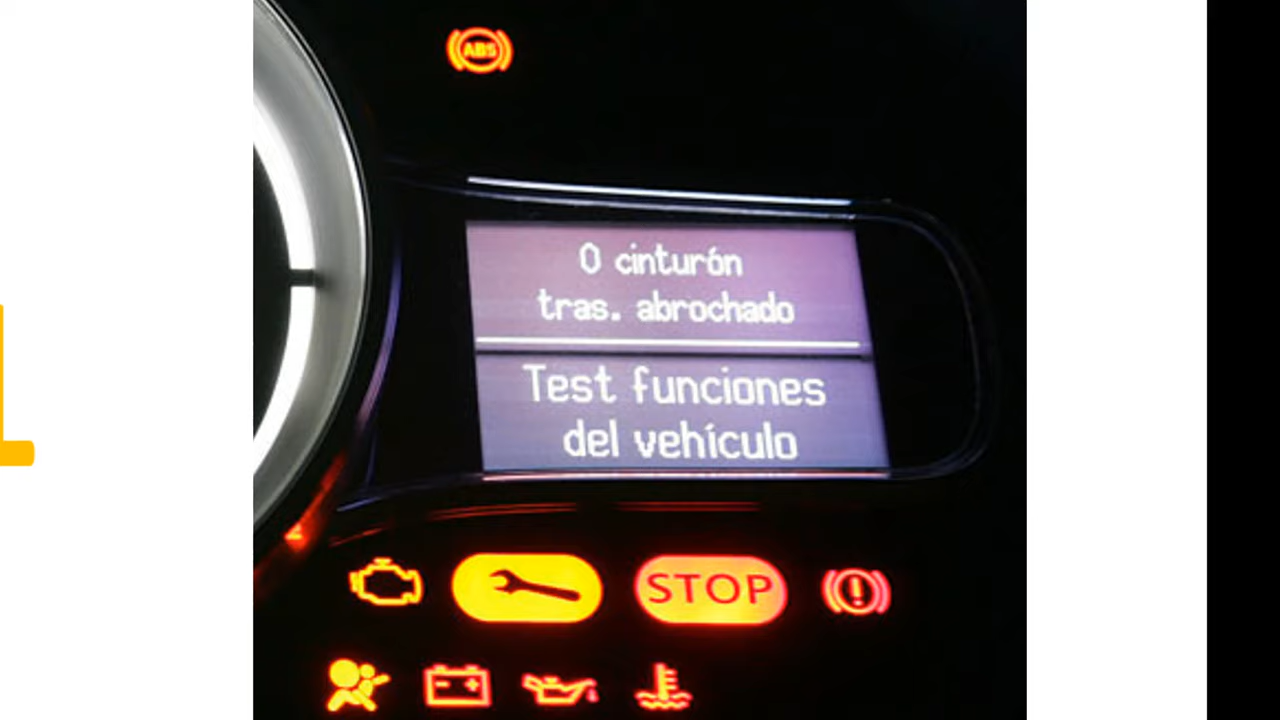 ABS
0 cinturón
tras. abrochado
Test funciones
del vehículo
STOP